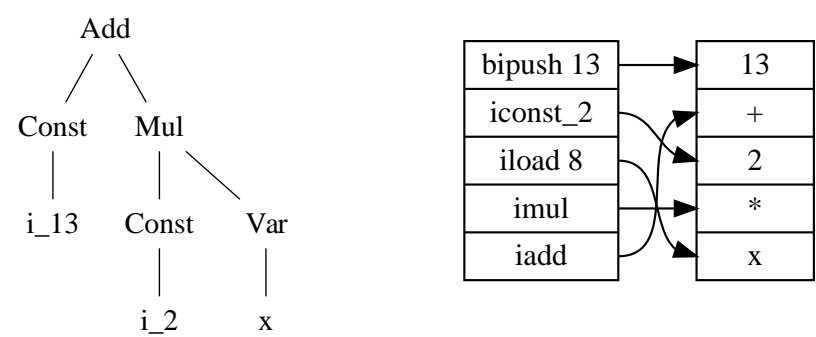 Add
Const Mul
i_13 Const Var
i_2 x
bipush 13 13
iconst_2 +
iload 8 2
imul *
iadd x